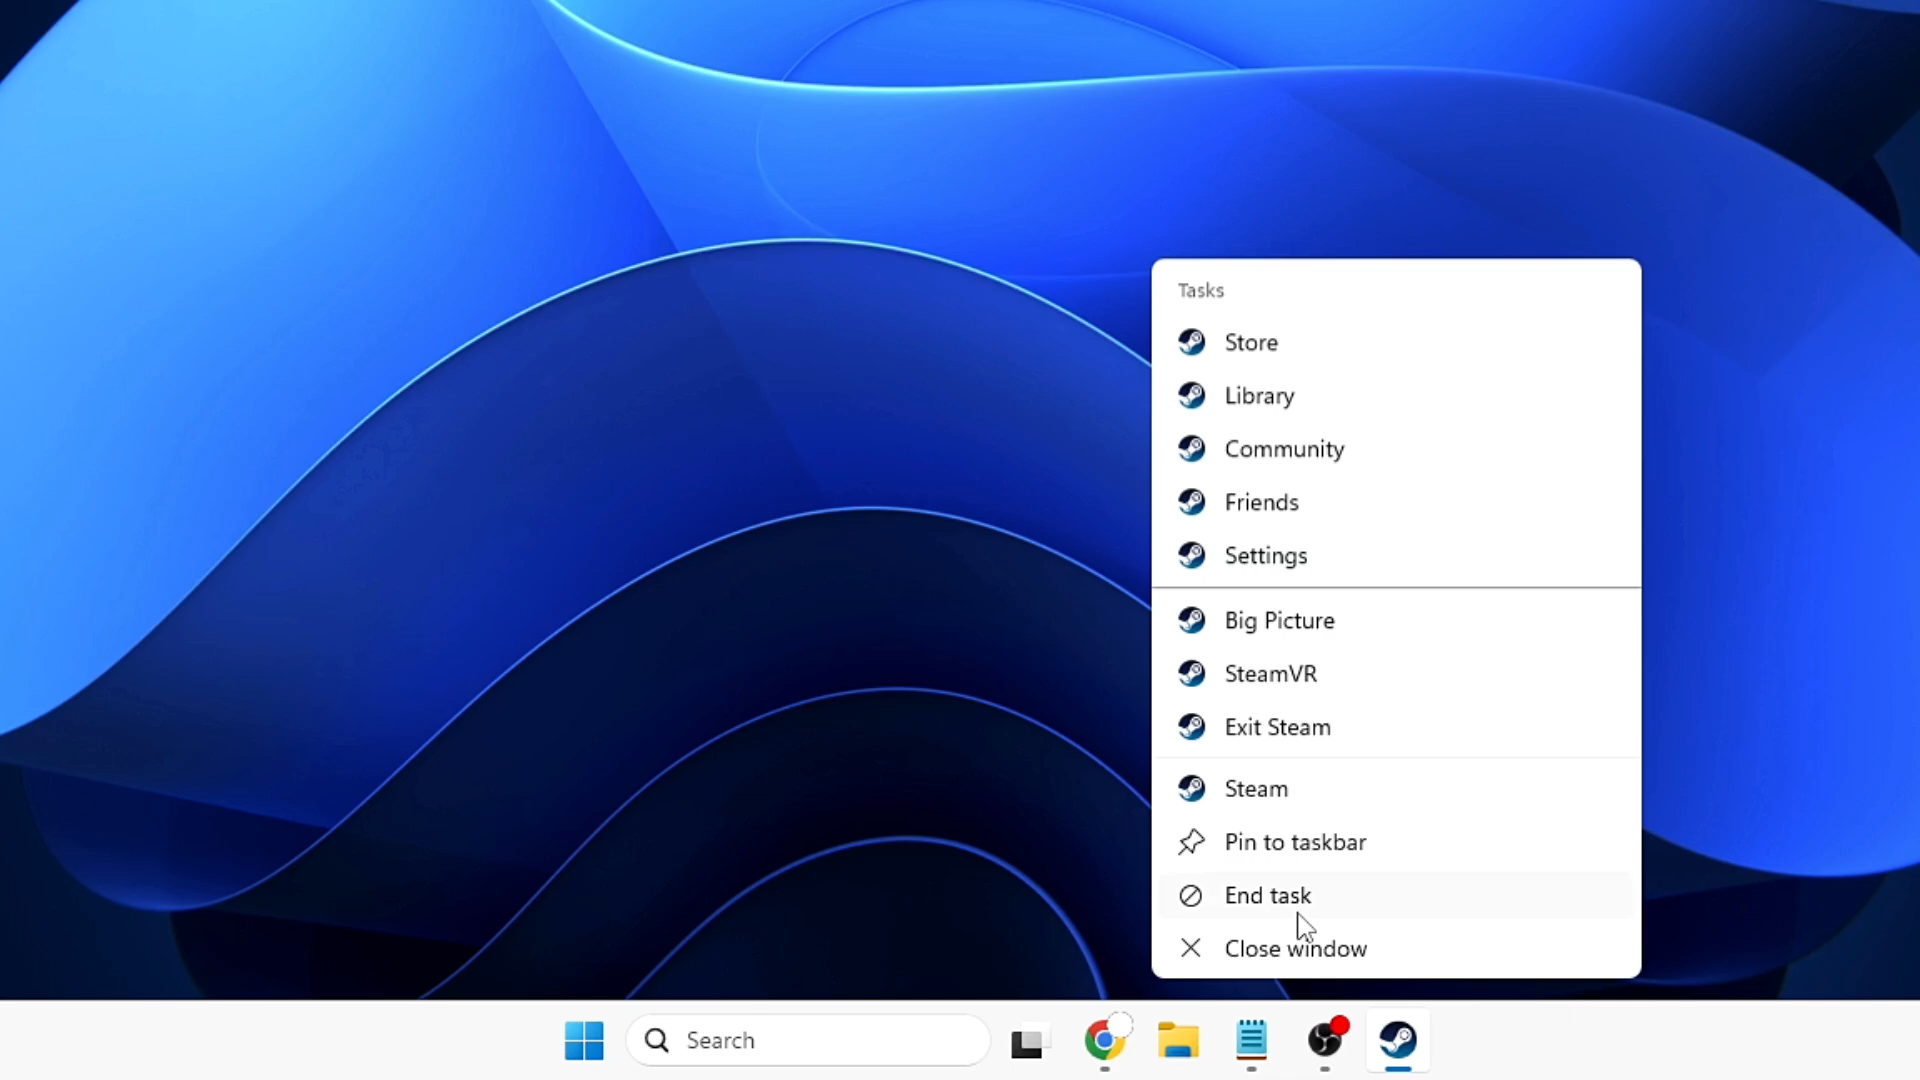 Tasks
Store
Library
Community
Friends
Settings
Big Picture
SteamVR
Exit Steam
Steam
Pin to taskbar
End task
Close window
Search